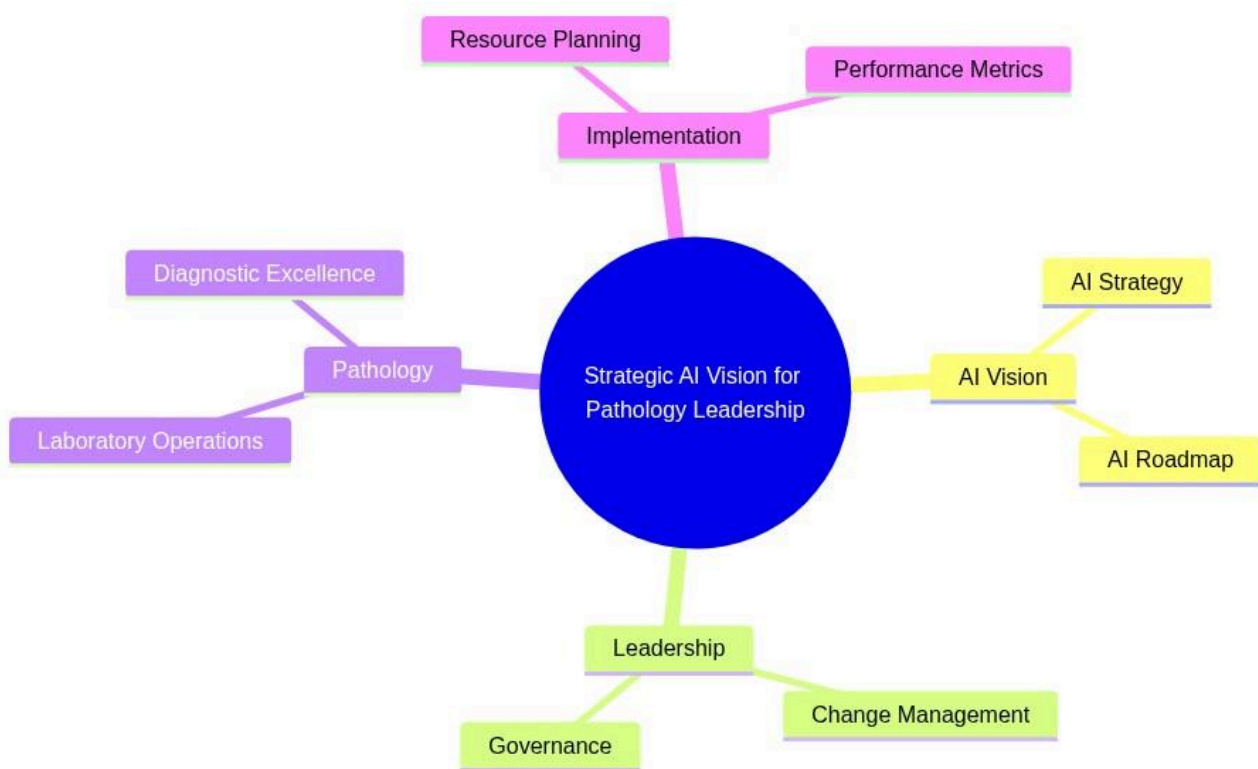 Resource Planning
Performance Metrics
Implementation
Diagnostic Excellence
Pathology
Laboratory Operations
Strategic AI Vision for
Pathology Leadership
AI Strategy
AI Vision
AI Roadmap
Leadership
Change Management
Governance